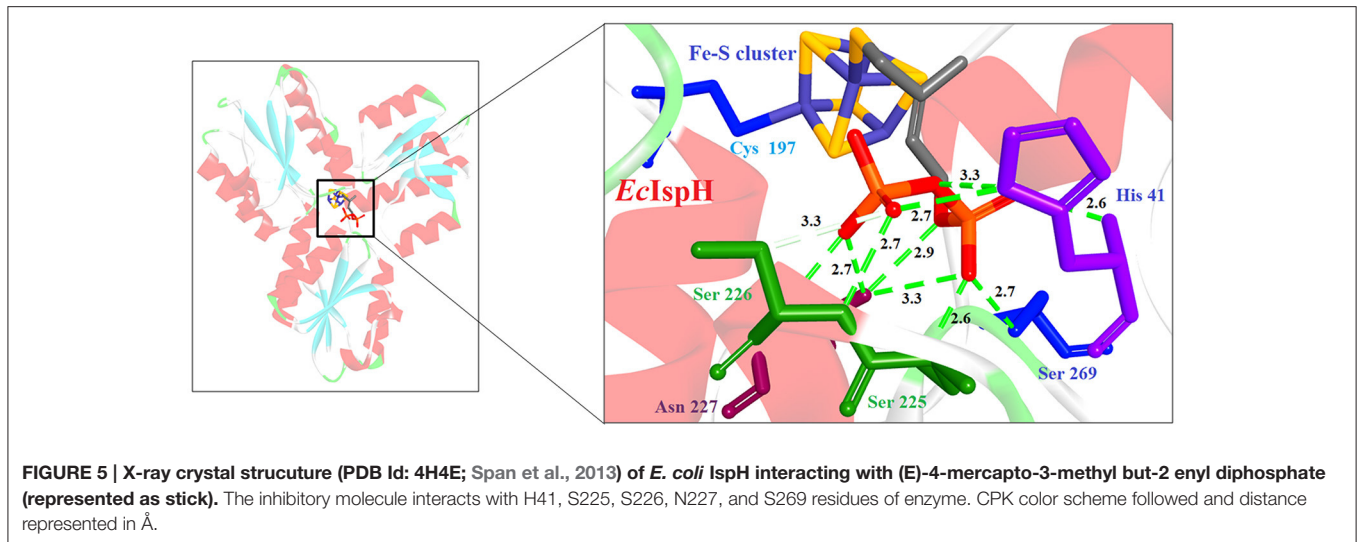 Fe-S cluster
Cys 197
EcIspH
3.3
His 41
2.6
3.3
2.7
2.7
2.9
2.7
Ser 226
3.3
2.7
2.6
Ser 269
Asn 227
Ser 225
FIGURE 5 | X-ray crystal strucuture (PDB Id: 4H4E; Span et al., 2013) of E. coli IspH interacting with (E)-4-mercapto-3-methyl but-2 enyl diphosphate
(represented as stick). The inhibitory molecule interacts with H41, S225, S226, N227, and S269 residues of enzyme. CPK color scheme followed and distance
represented in Å.